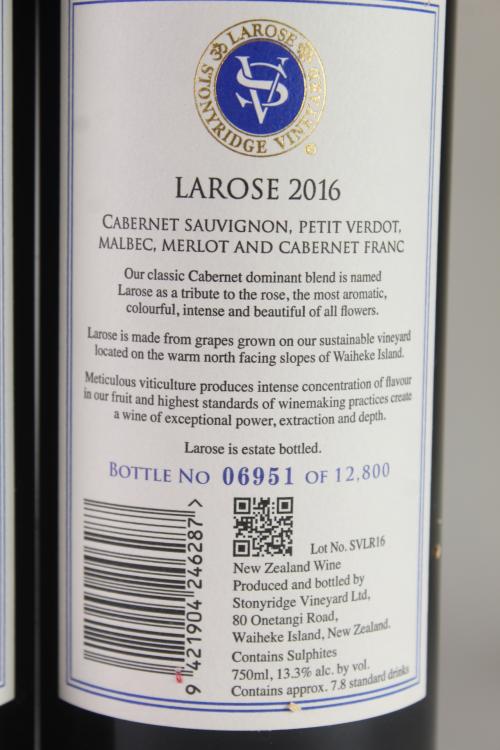 LAROSE
STONYRIDGE VINEYARD
SV
LAROSE 2016
CABERNET SAUVIGNON, PETIT VERDOT,
MALBEC, MERLOT AND CABERNET FRANC
Our classic Cabernet dominant blend is named
Larose as a tribute to the rose, the most aromatic,
colourful, intense and beautiful of all flowers.
Larose is made from grapes grown on our sustainable vineyard
located on the warm north facing slopes of Waiheke Island.
Meticulous viticulture produces intense concentration of flavour
in our fruit and highest standards of winemaking practices create
a wine of exceptional power, extraction and depth.
Larose is estate bottled.
BOTTLE NO 06951 OF 12,800
9 421904 246287 >
Lot No. SVLR16
New Zealand Wine
Produced and bottled by
Stonyridge Vineyard Ltd,
80 Onetangi Road,
Waiheke Island, New Zealand.
Contains Sulphites
750ml, 13.3% alc. by vol.
Contains approx. 7.8 standard drinks